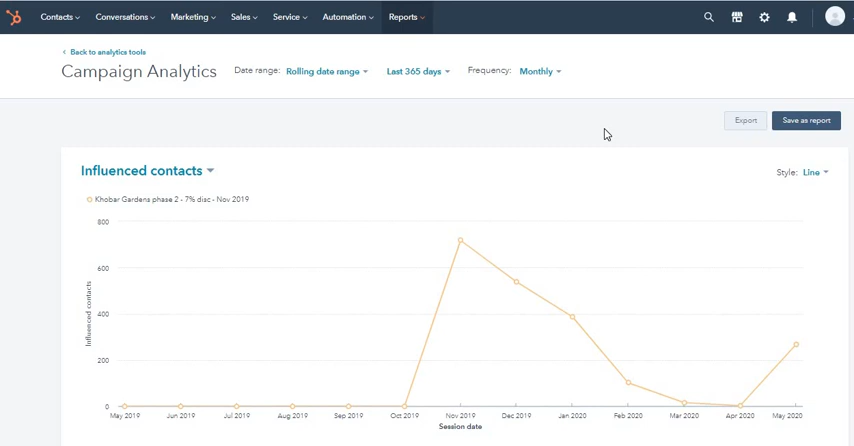 Contacts Conversations Marketing Sales Service Automation Reports
Back to analytics tools
Campaign Analytics Date range: Rolling date range Last 365 days Frequency: Monthly
Export Save as report
Influenced contacts Style: Line
Khobar Gardens phase 2 - 7% disc - Nov 2019
800
600
400
200
0
Influenced contacts
May 2019 Jun 2019 Jul 2019 Aug 2019 Sep 2019 Oct 2019 Nov 2019 Dec 2019 Jan 2020 Feb 2020 Mar 2020 Apr 2020 May 2020
Session date